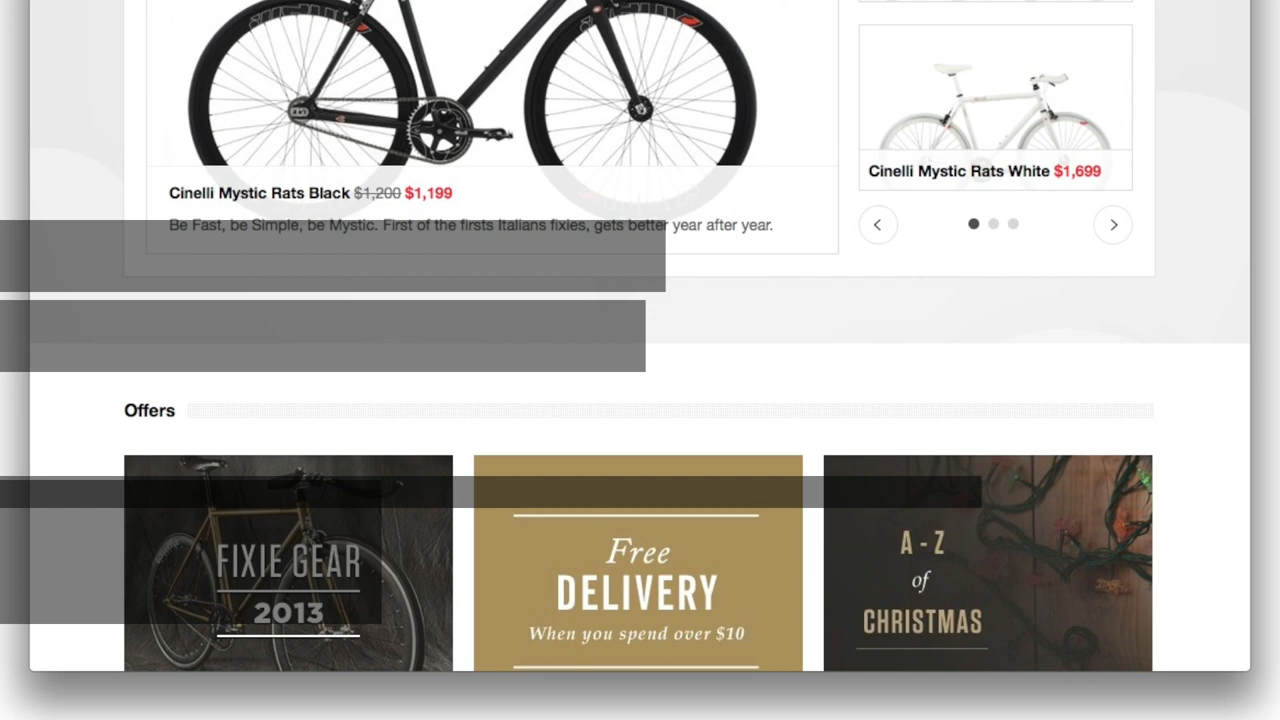 Cinelli Mystic Rats Black $1,200 $1,199
Be Fast, be Simple, be Mystic. First of the firsts Italians fixies, gets better year after year.
Cinelli Mystic Rats White $1,699
Offers
FIXIE GEAR
2013
Free
DELIVERY
When you spend over $10
A - Z
of
CHRISTMAS